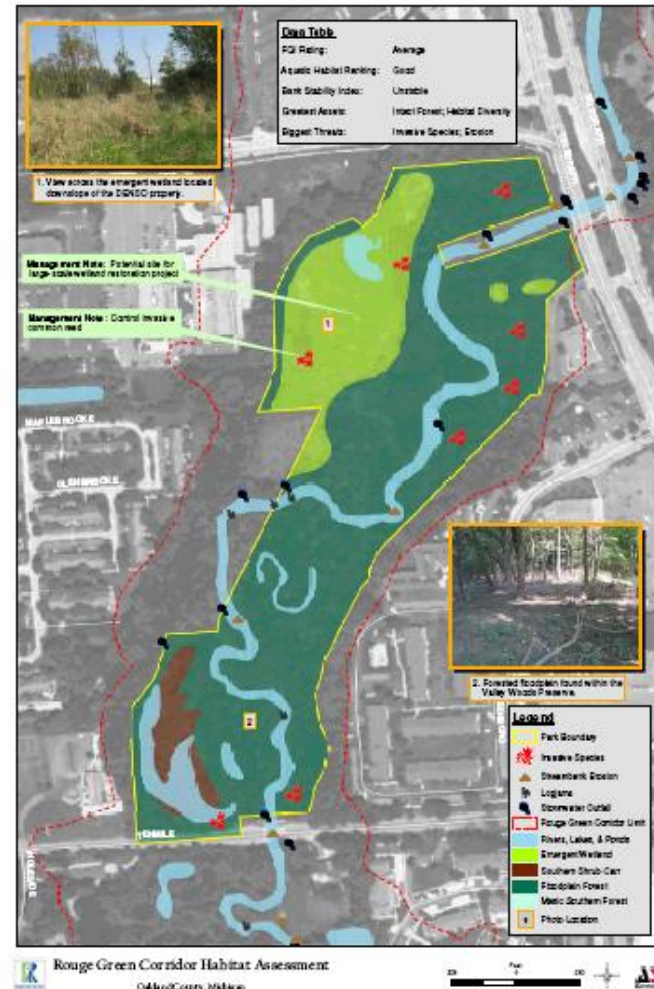 Data Table
FQI Rating: Average
Aquatic Habitat Ranking: Good
Bank Stability Index: Unstable
Greatest Assets: Intact Forest; Habitat Diversity
Biggest Threats: Invasive Species; Erosion
1. View across the emergent wetland located
downslope of the DENSO property.
Management Note: Potential site for
large-scale wetland restoration project
Management Note: Control invasive
common reed
1
MAPLEBROOKE
GLENBROOKE
2
2. Forested floodplain found within the
Valley Woods Preserve.
TEN MILE
Legend
Park Boundary
Invasive Species
Streambank Erosion
Logjams
Stormwater Outfall
Rouge Green Corridor Unit
Rivers, Lakes, & Ponds
Emergent Wetland
Southern Shrub Carr
Floodplain Forest
Mesic Southern Forest
Photo Location
Rouge Green Corridor Habitat Assessment
Oakland County, Michigan